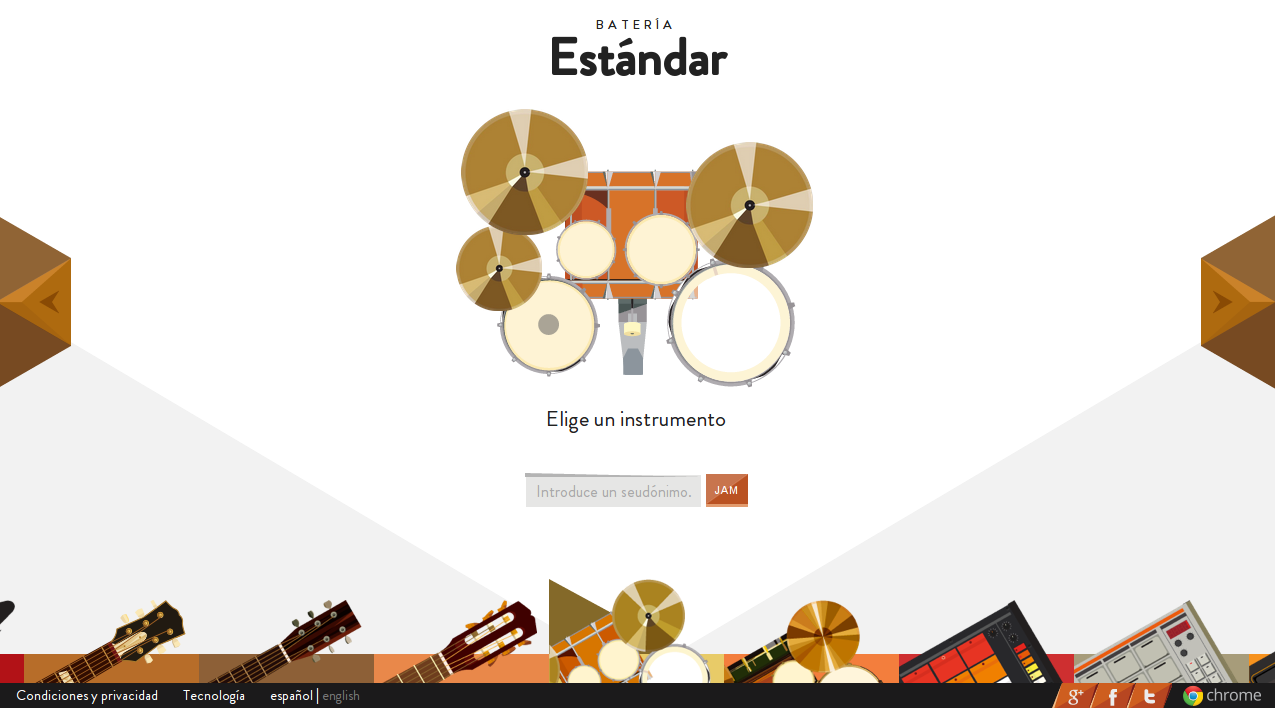 BATERÍA
Estándar
Elige un instrumento
Introduce un seudónimo.
JAM
Condiciones y privacidad Tecnología español | english chrome